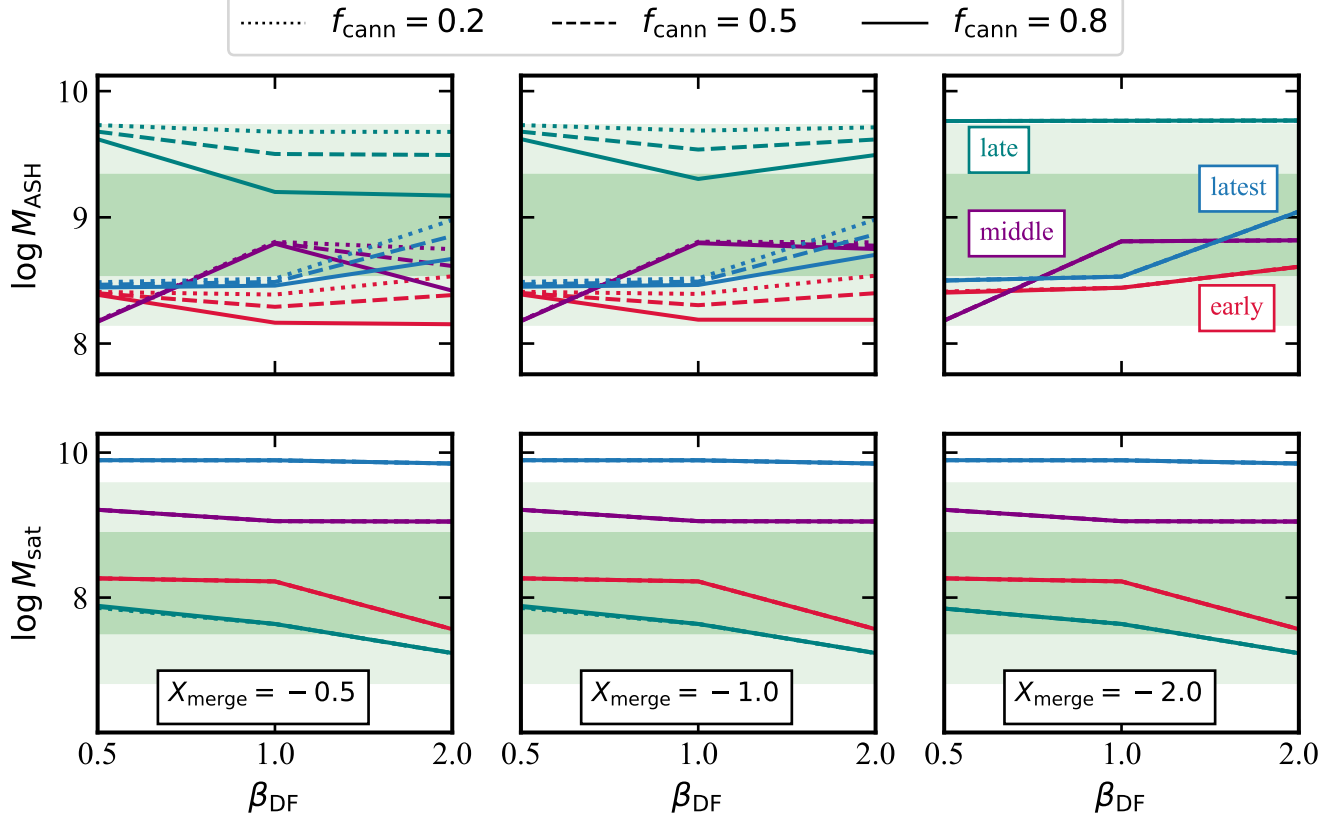 f_cann = 0.2 f_cann = 0.5 f_cann = 0.8
log M_ASH
10
9
8
late
latest
middle
early
log M_sat
10
8
X_merge = −0.5
X_merge = −1.0
X_merge = −2.0
0.5 1.0 2.0
0.5 1.0 2.0
0.5 1.0 2.0
β_DF
β_DF
β_DF